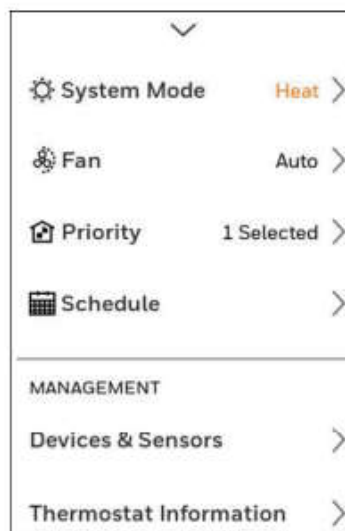 System Mode Heat
Fan Auto
Priority 1 Selected
Schedule
MANAGEMENT
Devices & Sensors
Thermostat Information